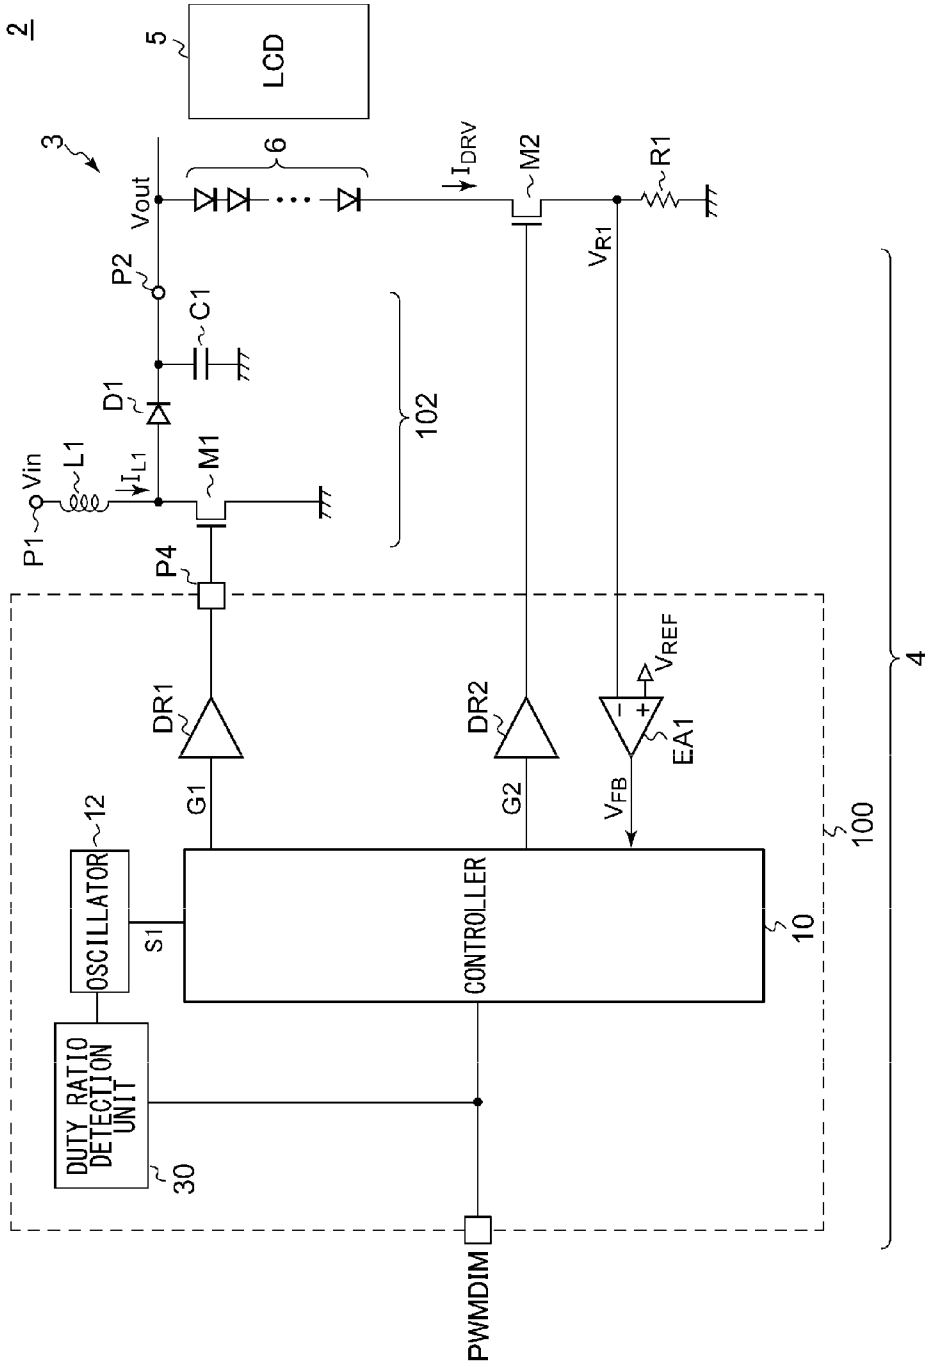 2
3
5
LCD
Vout
6
IDRV
M2
R1
VR1
P2
C1
D1
102
Vin
P1
L1
IL1
M1
P4
4
DR1
DR2
VREF
EA1
G1
G2
VFB
100
12
OSCILLATOR
S1
CONTROLLER
10
DUTY RATIO
DETECTION
UNIT
30
PWMDIM